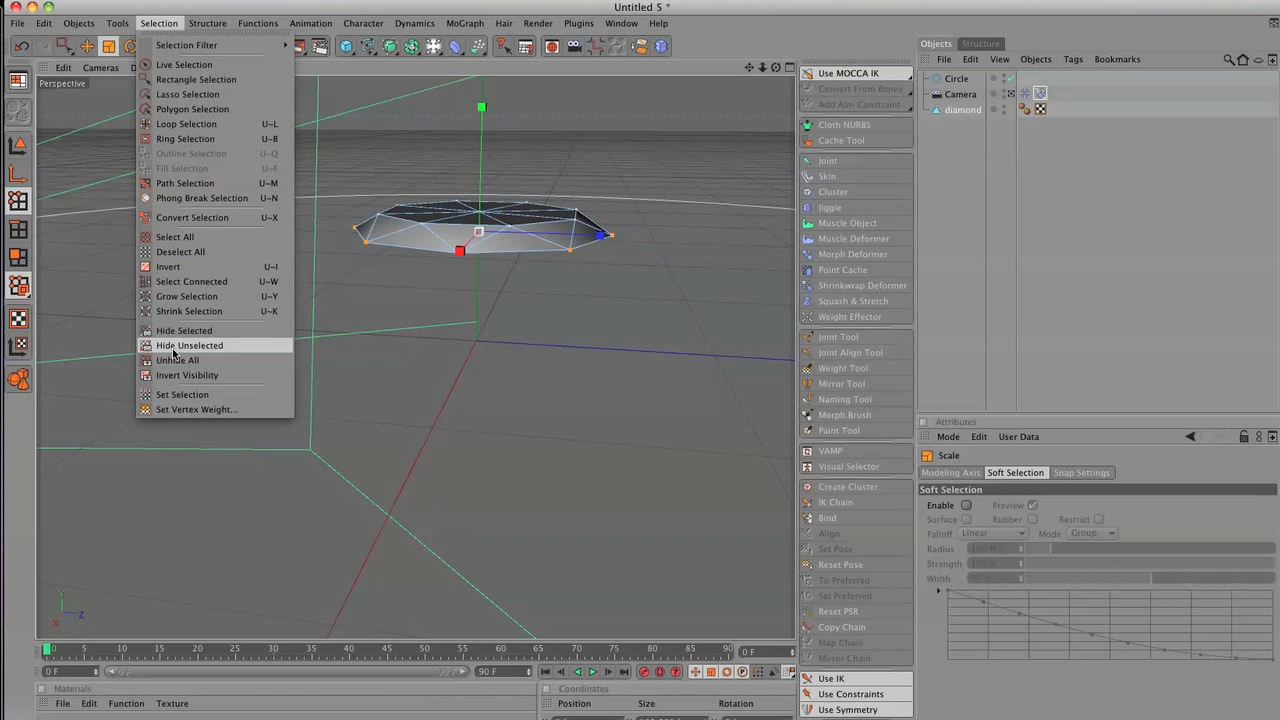 Untitled 5 *
File Edit Objects Tools Selection Structure Functions Animation Character Dynamics MoGraph Hair Render Plugins Window Help
Edit Cameras D
Perspective
Selection Filter
Live Selection
Rectangle Selection
Lasso Selection
Polygon Selection
Loop Selection U~L
Ring Selection U~B
Outline Selection U~Q
Fill Selection U~F
Path Selection U~M
Phong Break Selection U~N
Convert Selection U~X
Select All
Deselect All
Invert U~I
Select Connected U~W
Grow Selection U~Y
Shrink Selection U~K
Hide Selected
Hide Unselected
Unhide All
Invert Visibility
Set Selection
Set Vertex Weight...
Y
X Z
Use MOCCA IK
Convert From Bones
Add Aim Constraint
Cloth NURBS
Cache Tool
Joint
Skin
Cluster
Jiggle
Muscle Object
Muscle Deformer
Morph Deformer
Point Cache
Shrinkwrap Deformer
Squash & Stretch
Weight Effector
Joint Tool
Joint Align Tool
Weight Tool
Mirror Tool
Naming Tool
Morph Brush
Paint Tool
VAMP
Visual Selector
Create Cluster
IK Chain
Bind
Align
Set Pose
Reset Pose
To Preferred
Set Preferred
Reset PSR
Copy Chain
Map Chain
Mirror Chain
Use IK
Use Constraints
Use Symmetry
Objects Structure
File Edit View Objects Tags Bookmarks
Circle
Camera
diamond
Attributes
Mode Edit User Data
Scale
Modeling Axis Soft Selection Snap Settings
Soft Selection
Enable Preview
Surface Rubber Restrict
Falloff Linear Mode Group
Radius 100 %
Strength 100 %
Width 50 %
0 5 10 15 20 25 30 35 40 45 50 55 60 65 70 75 80 85 90 0 F
0 F 0 F 90 F 90 F
Materials
File Edit Function Texture
Coordinates
Position Size Rotation